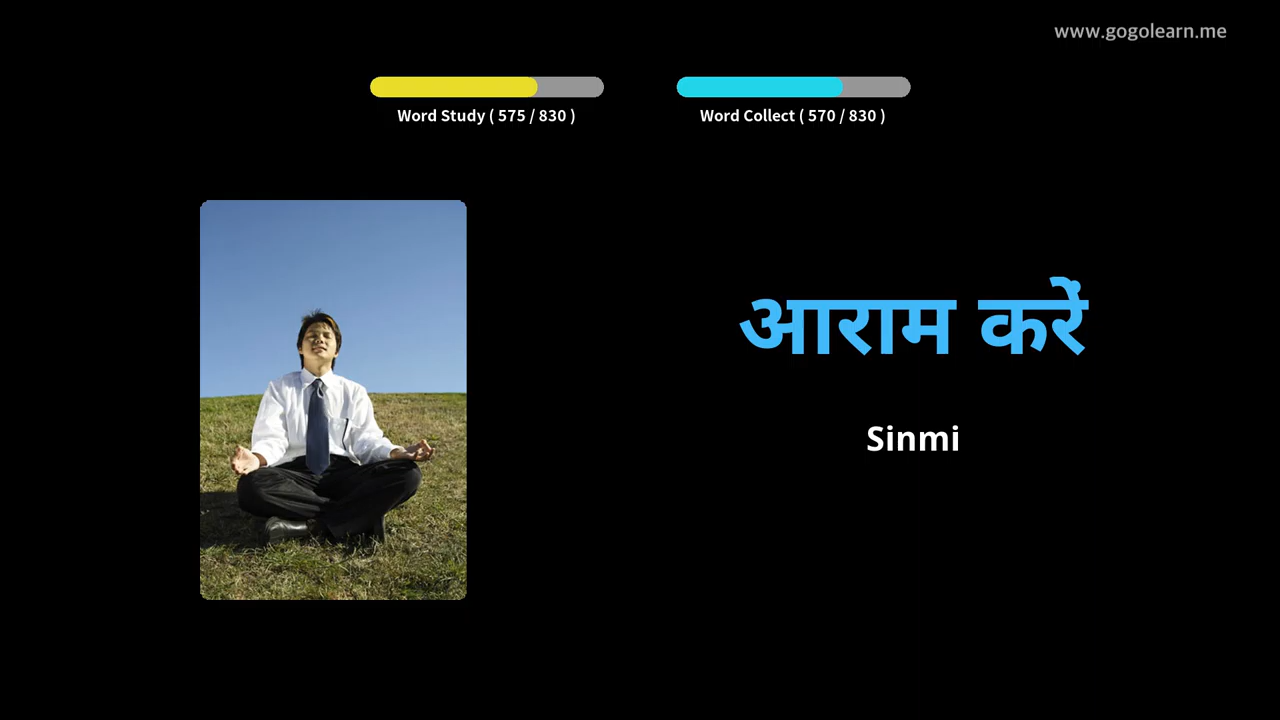 www.gogolearn.me
Word Study ( 575 / 830 )
Word Collect ( 570 / 830 )
आराम करें
Sinmi